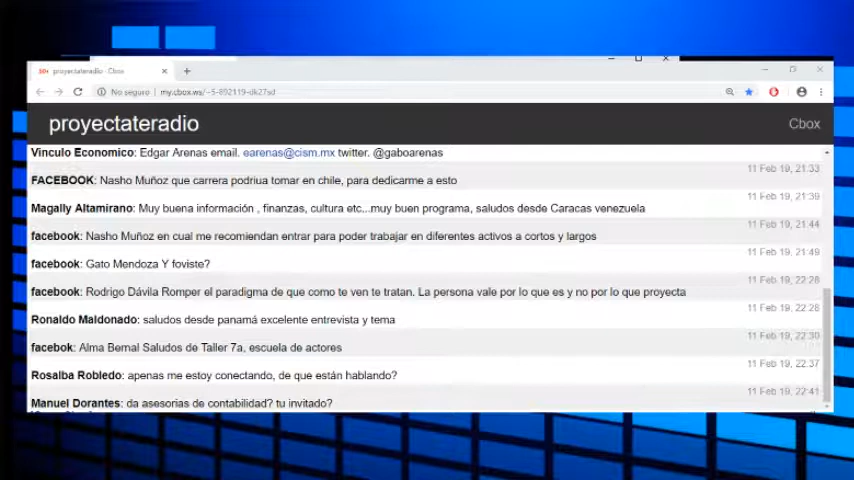 50+ proyectateradio · Cbox
No seguro | my.cbox.ws/~5-892119-dk27sd
proyectateradio
Cbox
Vinculo Economico: Edgar Arenas email. earenas@cism.mx twitter. @gaboarenas
11 Feb 19, 21:33
FACEBOOK: Nasho Muñoz que carrera podriua tomar en chile, para dedicarme a esto
11 Feb 19, 21:39
Magally Altamirano: Muy buena información , finanzas, cultura etc...muy buen programa, saludos desde Caracas venezuela
11 Feb 19, 21:44
facebook: Nasho Muñoz en cual me recomiendan entrar para poder trabajar en diferentes activos a cortos y largos
11 Feb 19, 21:49
facebook: Gato Mendoza Y foviste?
11 Feb 19, 22:28
facebook: Rodrigo Dávila Romper el paradigma de que como te ven te tratan. La persona vale por lo que es y no por lo que proyecta
11 Feb 19, 22:28
Ronaldo Maldonado: saludos desde panamá excelente entrevista y tema
11 Feb 19, 22:30
facebok: Alma Bernal Saludos de Taller 7a, escuela de actores
11 Feb 19, 22:37
Rosalba Robledo: apenas me estoy conectando, de que están hablando?
11 Feb 19, 22:41
Manuel Dorantes: da asesorias de contabilidad? tu invitado?